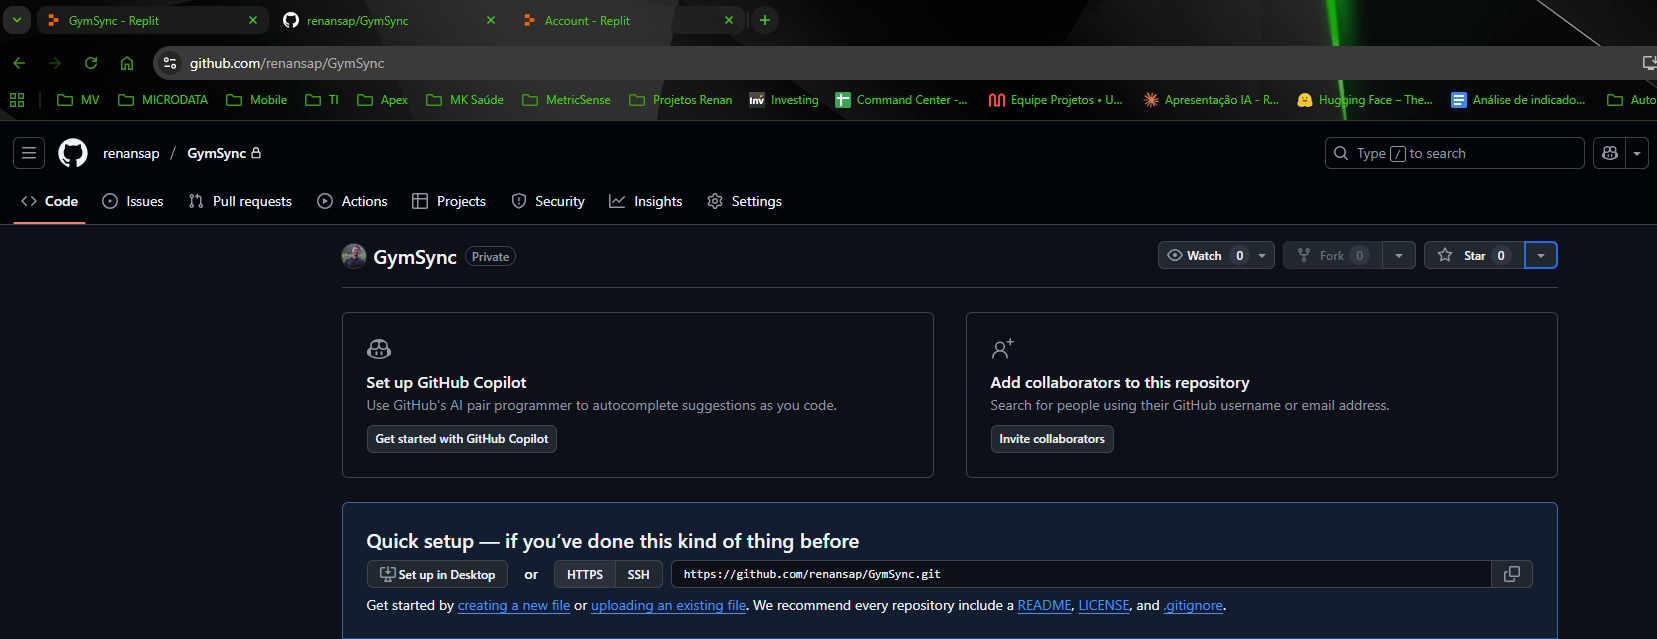 GymSync - Replit
renansap/GymSync
Account - Replit
github.com/renansap/GymSync
MV MICRODATA Mobile TI Apex MK Saúde MetricSense Projetos Renan Inv Investing Command Center -... Equipe Projetos • U... Apresentação IA - R... Hugging Face – The... Análise de indicado... Auto
renansap / GymSync
Type / to search
Code Issues Pull requests Actions Projects Security Insights Settings
GymSync Private
Watch 0 Fork 0 Star 0
Set up GitHub Copilot
Use GitHub's AI pair programmer to autocomplete suggestions as you code.
Get started with GitHub Copilot
Add collaborators to this repository
Search for people using their GitHub username or email address.
Invite collaborators
Quick setup — if you’ve done this kind of thing before
Set up in Desktop or HTTPS SSH https://github.com/renansap/GymSync.git
Get started by creating a new file or uploading an existing file. We recommend every repository include a README, LICENSE, and .gitignore.